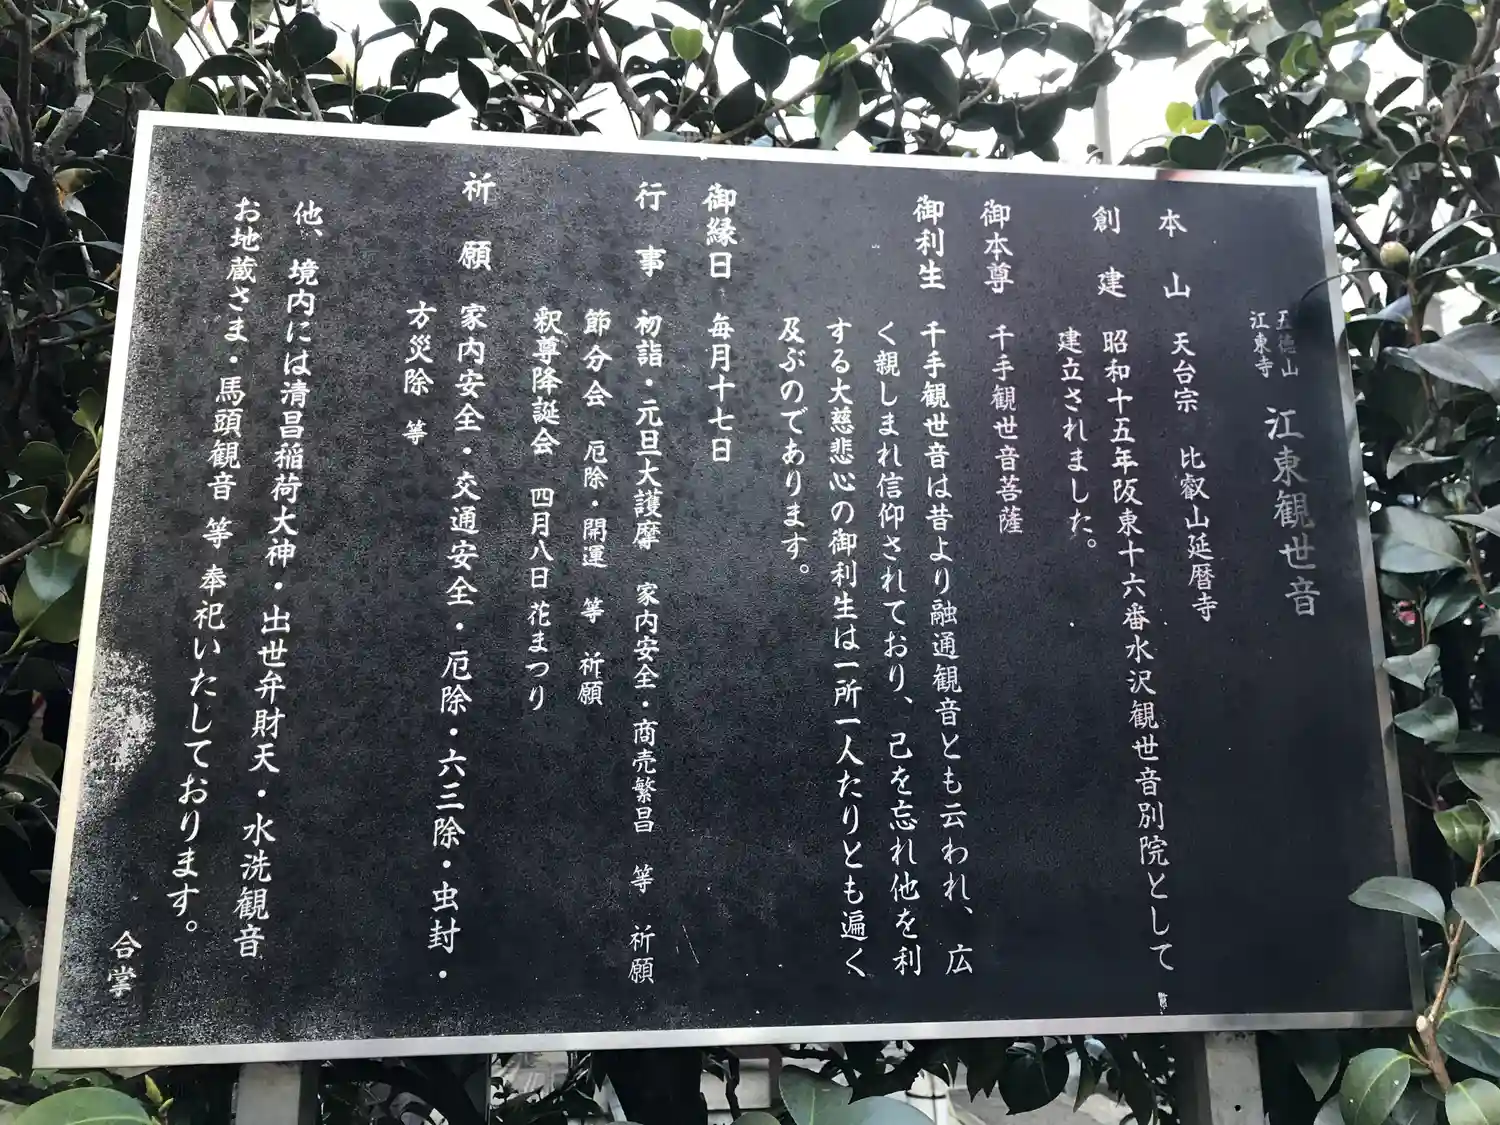 五徳山
江東寺
江東観世音
本山 天台宗 比叡山延暦寺
創建 昭和十五年阪東十六番水沢観世音別院として
建立されました。
御本尊 千手観世音菩薩
御利生 千手観世音は昔より融通観音とも云われ、広
く親しまれ信仰されており、己を忘れ他を利
する大慈悲心の御利生は一所一人たりとも遍く
及ぶのであります。
御縁日 毎月十七日
行事 初詣・元旦大護摩 家内安全・商売繁昌 等 祈願
節分会 厄除・開運 等 祈願
釈尊降誕会 四月八日花まつり
祈願 家内安全・交通安全・厄除・六三除・虫封・
方災除 等
他、境内には清昌稲荷大神・出世弁財天・水洗観音
お地蔵さま・馬頭観音 等 奉祀いたしております。
合掌